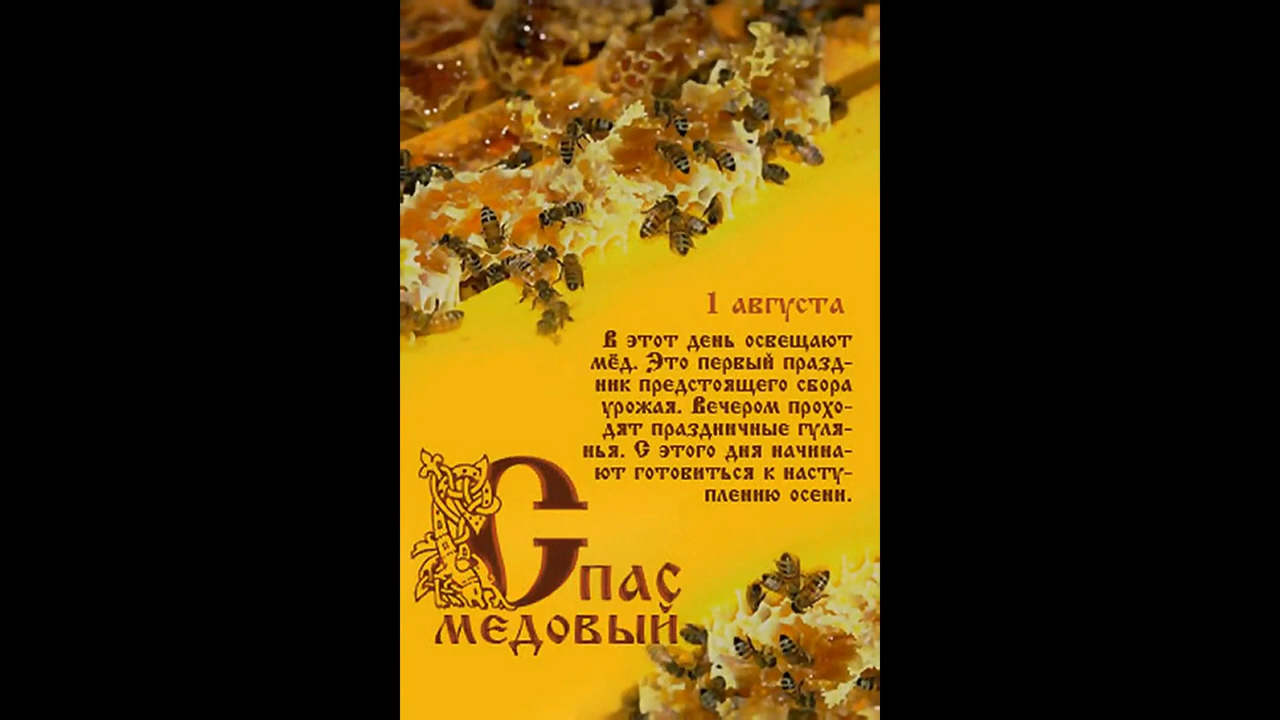 1 августа
В этот день освещают
мёд. Это первый празд-
ник предстоящего сбора
урожая. Вечером прохо-
дят праздничные гуля-
нья. С этого дня начина-
ют готовиться к насту-
плению осени.
Спас
медовый